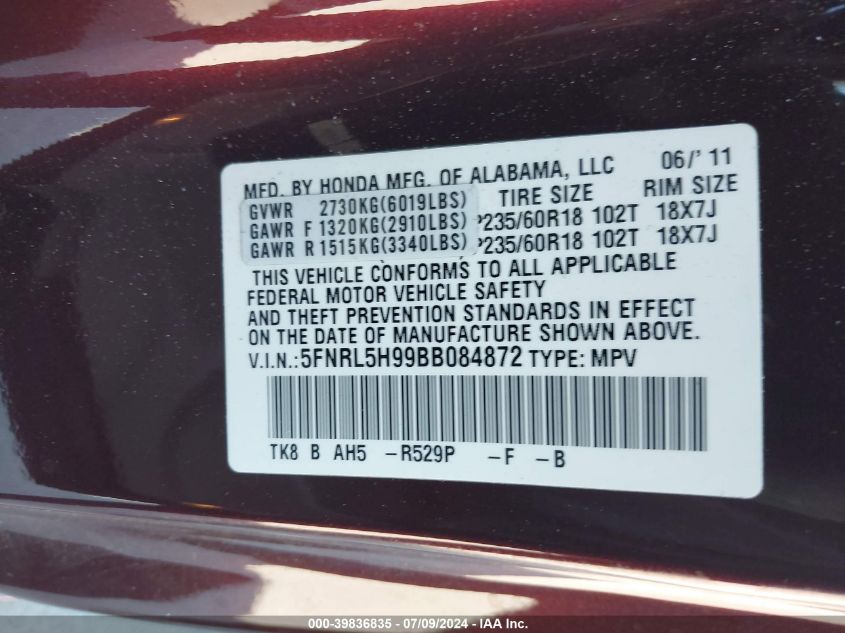 MFD. BY HONDA MFG. OF ALABAMA, LLC 06/'11
GVWR 2730KG(6019LBS) TIRE SIZE RIM SIZE
GAWR F 1320KG(2910LBS) P235/60R18 102T 18X7J
GAWR R 1515KG(3340LBS) P235/60R18 102T 18X7J
THIS VEHICLE CONFORMS TO ALL APPLICABLE
FEDERAL MOTOR VEHICLE SAFETY
AND THEFT PREVENTION STANDARDS IN EFFECT
ON THE DATE OF MANUFACTURE SHOWN ABOVE.
V.I.N.:5FNRL5H99BB084872 TYPE: MPV
TK8 B AH5 -R529P -F -B
000-39836835 / 07/09/2024 - IAA Inc.